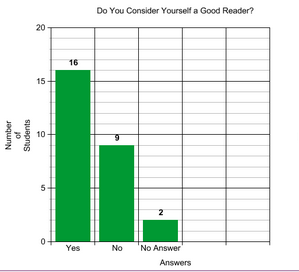 Do You Consider Yourself a Good Reader?
20
16
15
10
9
5
2
0
Number
of
Students
Yes No No Answer
Answers